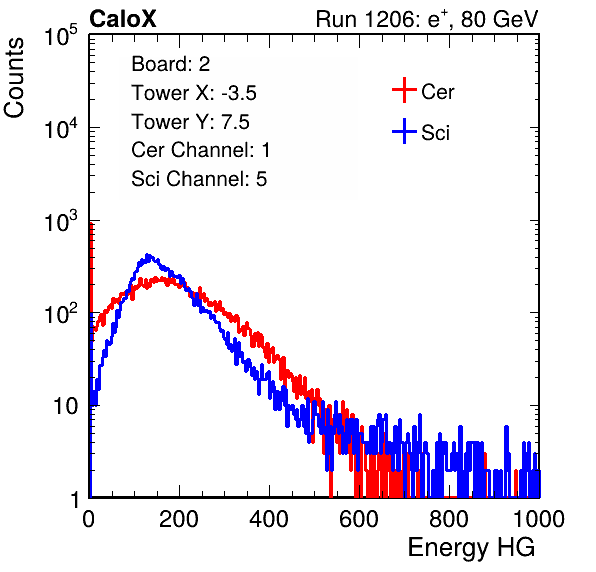 CaloX Run 1206: e⁺, 80 GeV
Counts
Board: 2
Tower X: -3.5
Tower Y: 7.5
Cer Channel: 1
Sci Channel: 5
Cer
Sci
10⁵
10⁴
10³
10²
10
1
0 200 400 600 800 1000
Energy HG